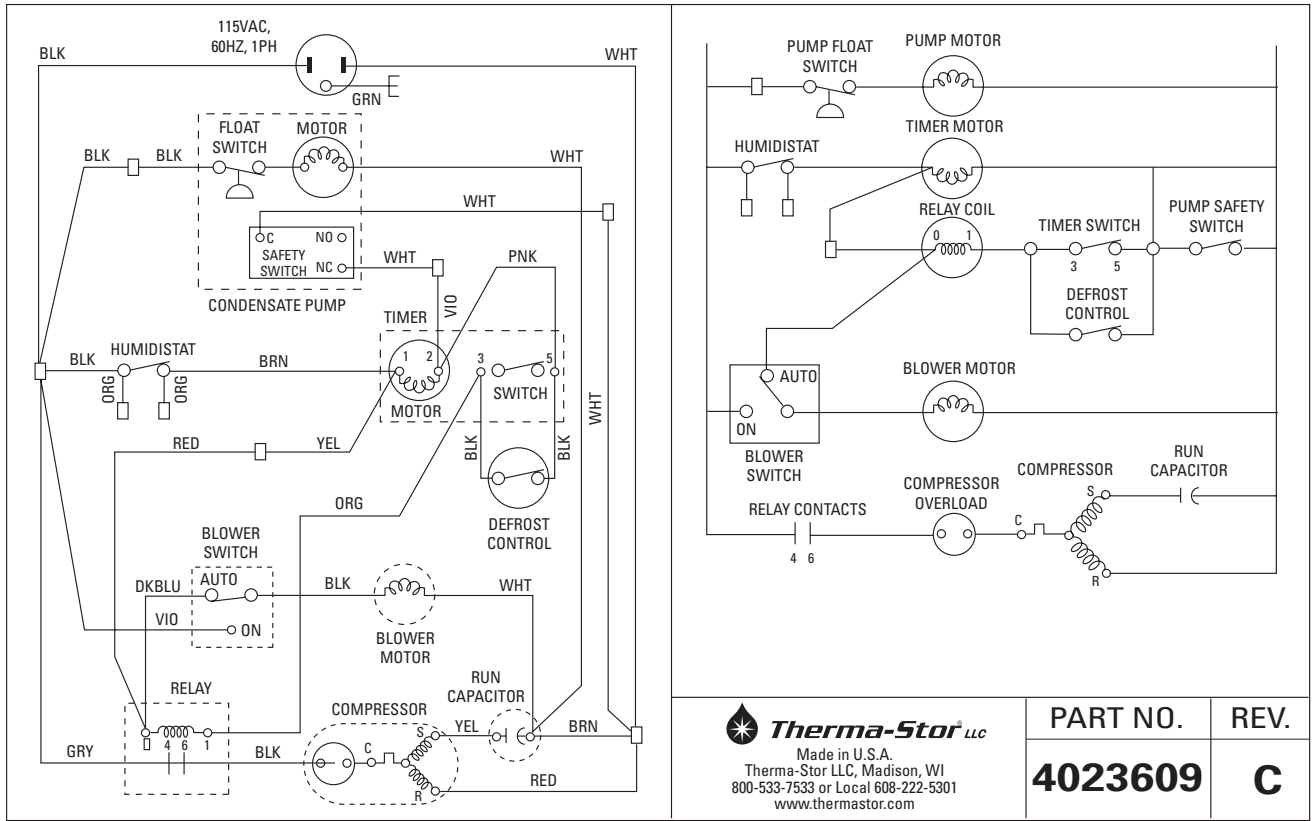 115VAC,
60HZ, 1PH
BLK
WHT
GRN
FLOAT
SWITCH
MOTOR
BLK
BLK
WHT
WHT
C
NO
SAFETY
SWITCH
NC
WHT
PNK
CONDENSATE PUMP
VIO
TIMER
BLK
HUMIDISTAT
BRN
1
2
3
5
ORG
ORG
SWITCH
MOTOR
WHT
RED
YEL
BLK
BLK
ORG
DEFROST
CONTROL
BLOWER
SWITCH
DKBLU
AUTO
BLK
WHT
VIO
ON
BLOWER
MOTOR
RELAY
RUN
CAPACITOR
COMPRESSOR
0
4
6
1
S
YEL
BRN
GRY
BLK
C
R
RED
PUMP FLOAT
SWITCH
PUMP MOTOR
TIMER MOTOR
HUMIDISTAT
RELAY COIL
0
1
TIMER SWITCH
3
5
PUMP SAFETY
SWITCH
DEFROST
CONTROL
AUTO
BLOWER MOTOR
ON
BLOWER
SWITCH
RUN
CAPACITOR
COMPRESSOR
COMPRESSOR
OVERLOAD
S
RELAY CONTACTS
C
4 6
R
Therma-Stor® LLC
Made in U.S.A.
Therma-Stor LLC, Madison, WI
800-533-7533 or Local 608-222-5301
www.thermastor.com
PART NO.
4023609
REV.
C